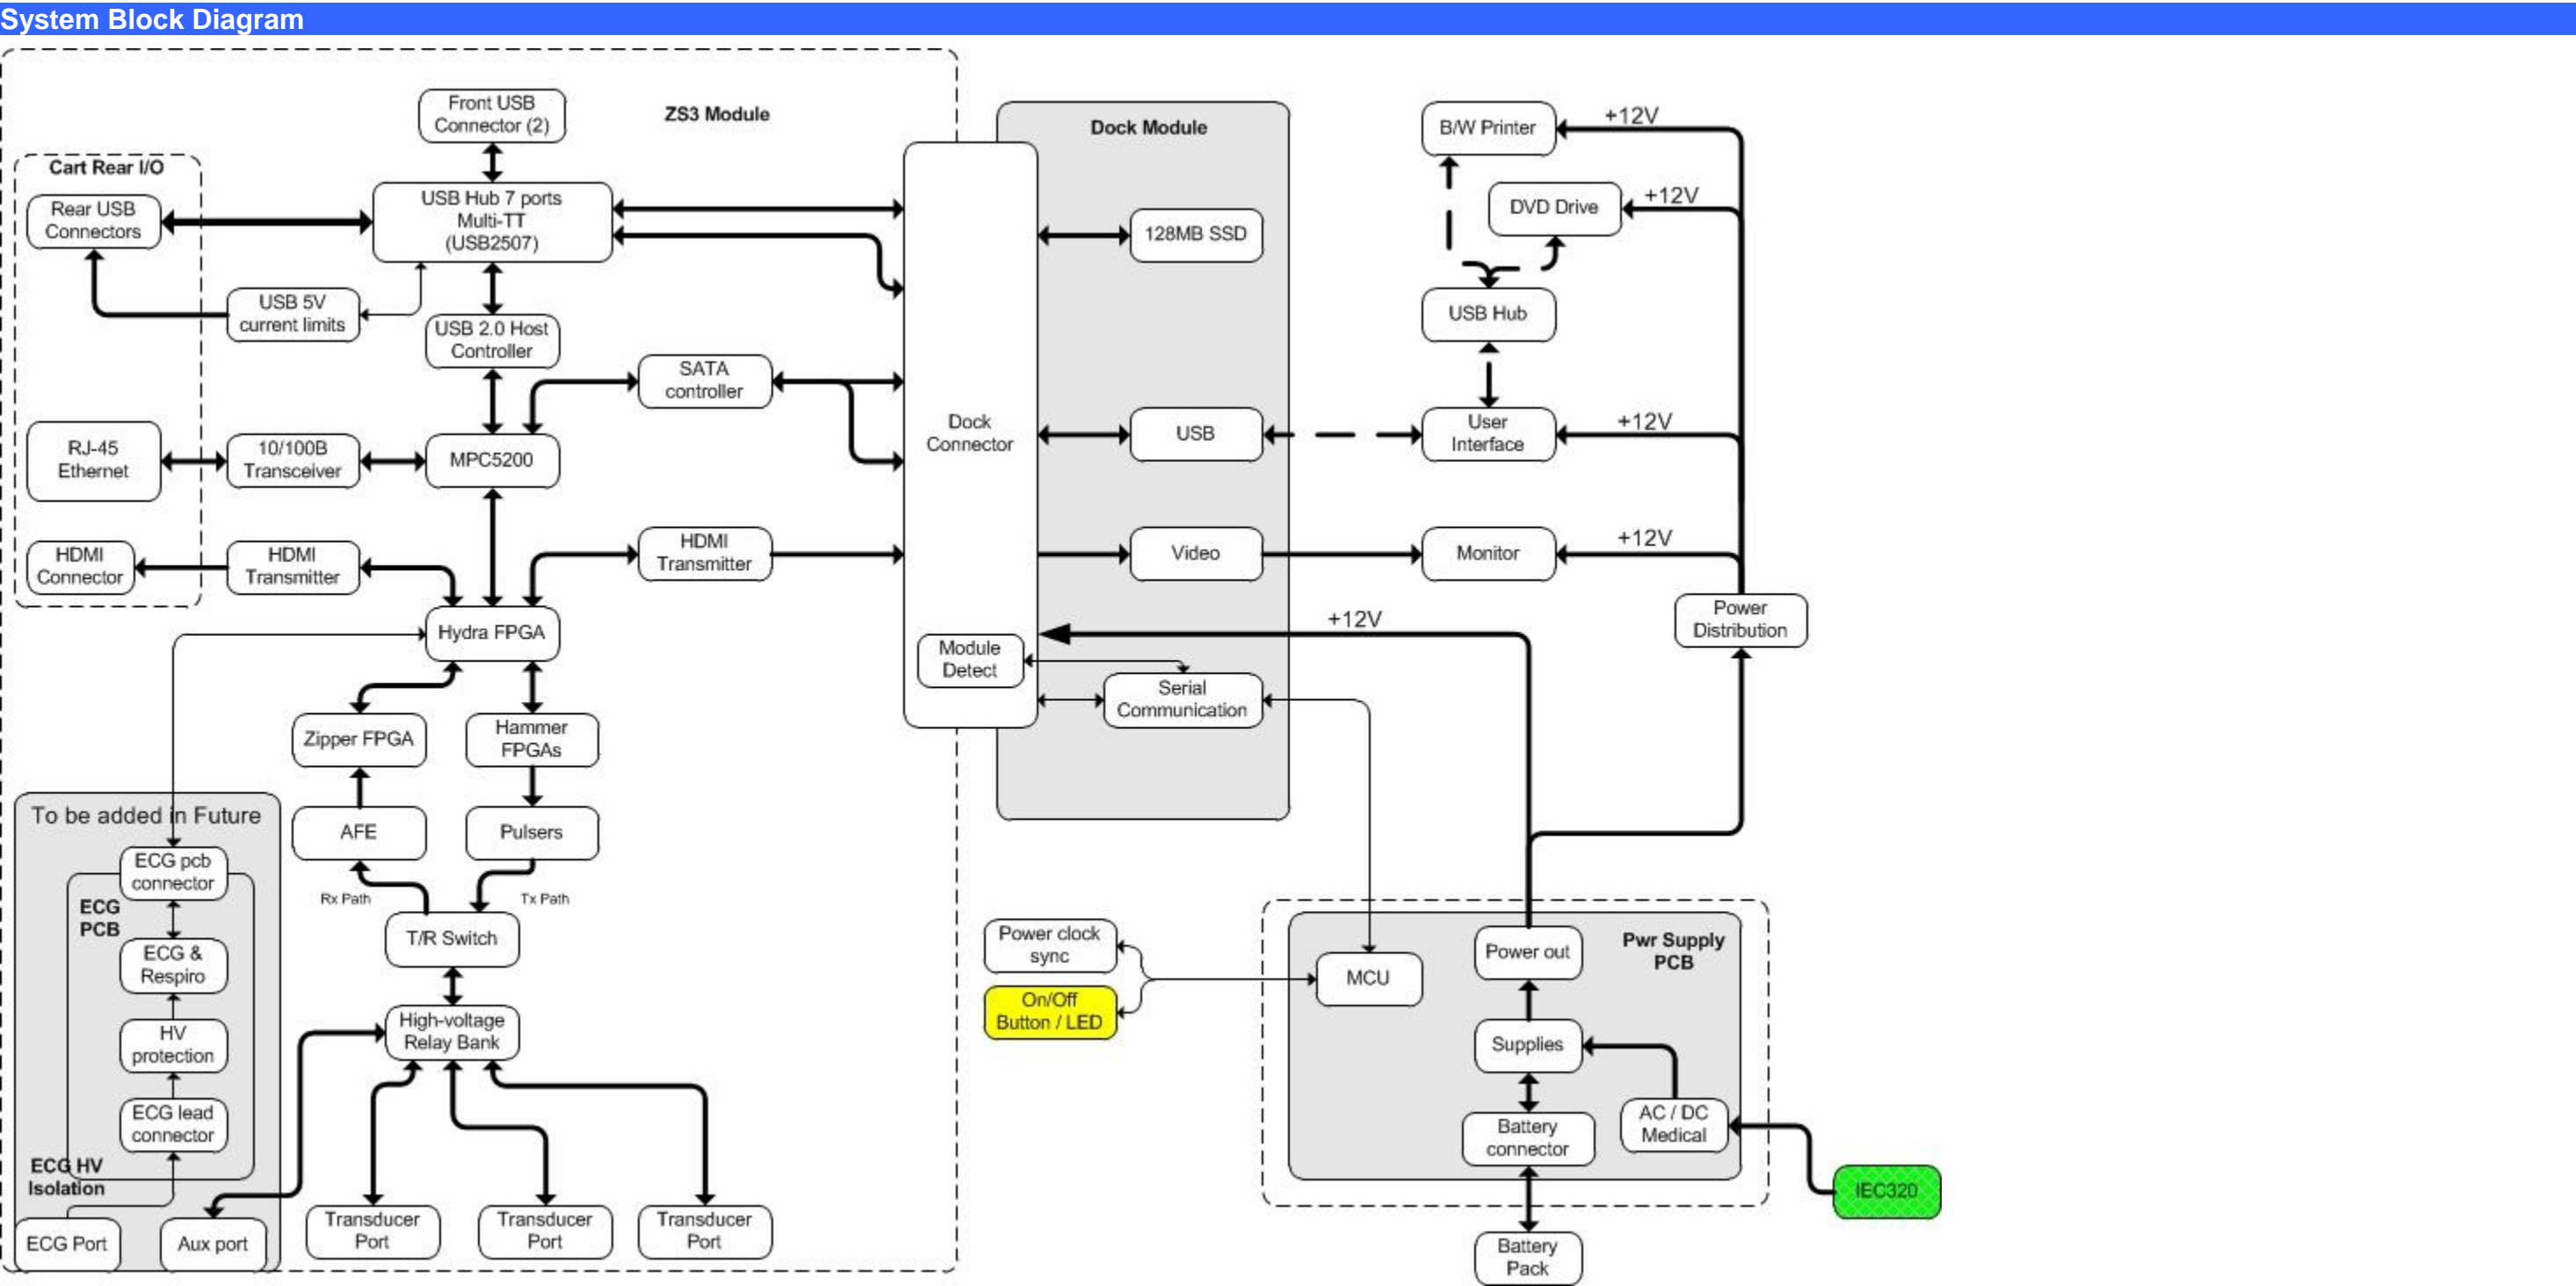 System Block Diagram
ZS3 Module
Front USB
Connector (2)
Cart Rear I/O
Rear USB
Connectors
USB Hub 7 ports
Multi-TT
(USB2507)
USB 5V
current limits
USB 2.0 Host
Controller
SATA
controller
RJ-45
Ethernet
10/100B
Transceiver
MPC5200
HDMI
Connector
HDMI
Transmitter
HDMI
Transmitter
Hydra FPGA
Zipper FPGA
Hammer
FPGAs
AFE
Pulsers
Rx Path
Tx Path
T/R Switch
High-voltage
Relay Bank
Transducer
Port
Transducer
Port
Transducer
Port
To be added in Future
ECG pcb
connector
ECG
PCB
ECG &
Respiro
HV
protection
ECG lead
connector
ECG HV
Isolation
ECG Port
Aux port
Dock Module
Dock
Connector
128MB SSD
USB
Video
Module
Detect
Serial
Communication
B/W Printer
+12V
DVD Drive
+12V
USB Hub
User
Interface
+12V
Monitor
+12V
Power
Distribution
+12V
Power clock
sync
On/Off
Button / LED
MCU
Power out
Pwr Supply
PCB
Supplies
AC / DC
Medical
Battery
connector
IEC320
Battery
Pack